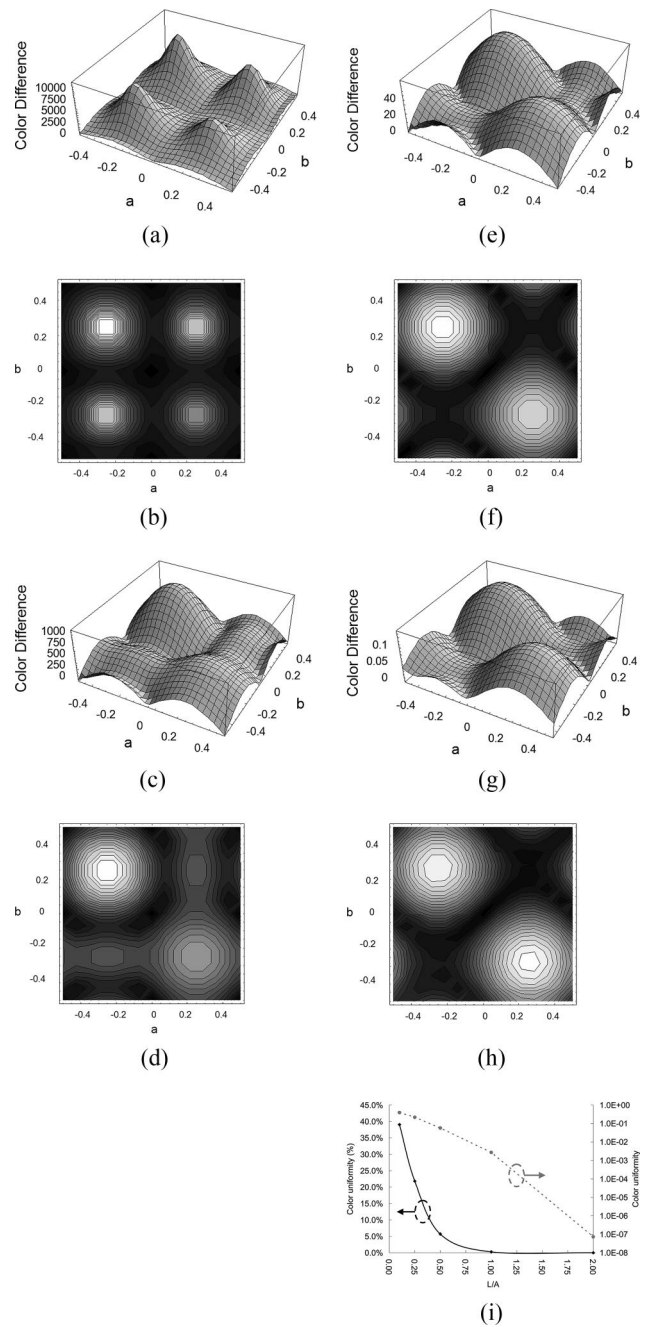 Color Difference
10000
7500
5000
2500
0
-0.4
-0.2
0
0.2
0.4
a
0.4
0.2
0
-0.2
-0.4
b
(a)
Color Difference
40
20
0
-0.4
-0.2
0
0.2
0.4
a
0.4
0.2
0
-0.2
-0.4
b
(e)
0.4
0.2
b 0
-0.2
-0.4
-0.4 -0.2 0 0.2 0.4
a
(b)
0.4
0.2
b 0
-0.2
-0.4
-0.4 -0.2 0 0.2 0.4
a
(f)
Color Difference
1000
750
500
250
0
-0.4
-0.2
0
0.2
0.4
a
0.4
0.2
0
-0.2
-0.4
b
(c)
Color Difference
0.1
0.05
0
-0.4
-0.2
0
0.2
0.4
a
0.4
0.2
0
-0.2
-0.4
b
(g)
0.4
0.2
b 0
-0.2
-0.4
-0.4 -0.2 0 0.2 0.4
a
(d)
0.4
0.2
b 0
-0.2
-0.4
-0.4 -0.2 0 0.2 0.4
a
(h)
Color uniformity (%)
45.0%
40.0%
35.0%
30.0%
25.0%
20.0%
15.0%
10.0%
5.0%
0.0%
1.0E+00
1.0E-01
1.0E-02
1.0E-03
1.0E-04
1.0E-05
1.0E-06
1.0E-07
1.0E-08
Color uniformity
0.00 0.25 0.50 0.75 1.00 1.25 1.50 1.75 2.00
L/A
(i)